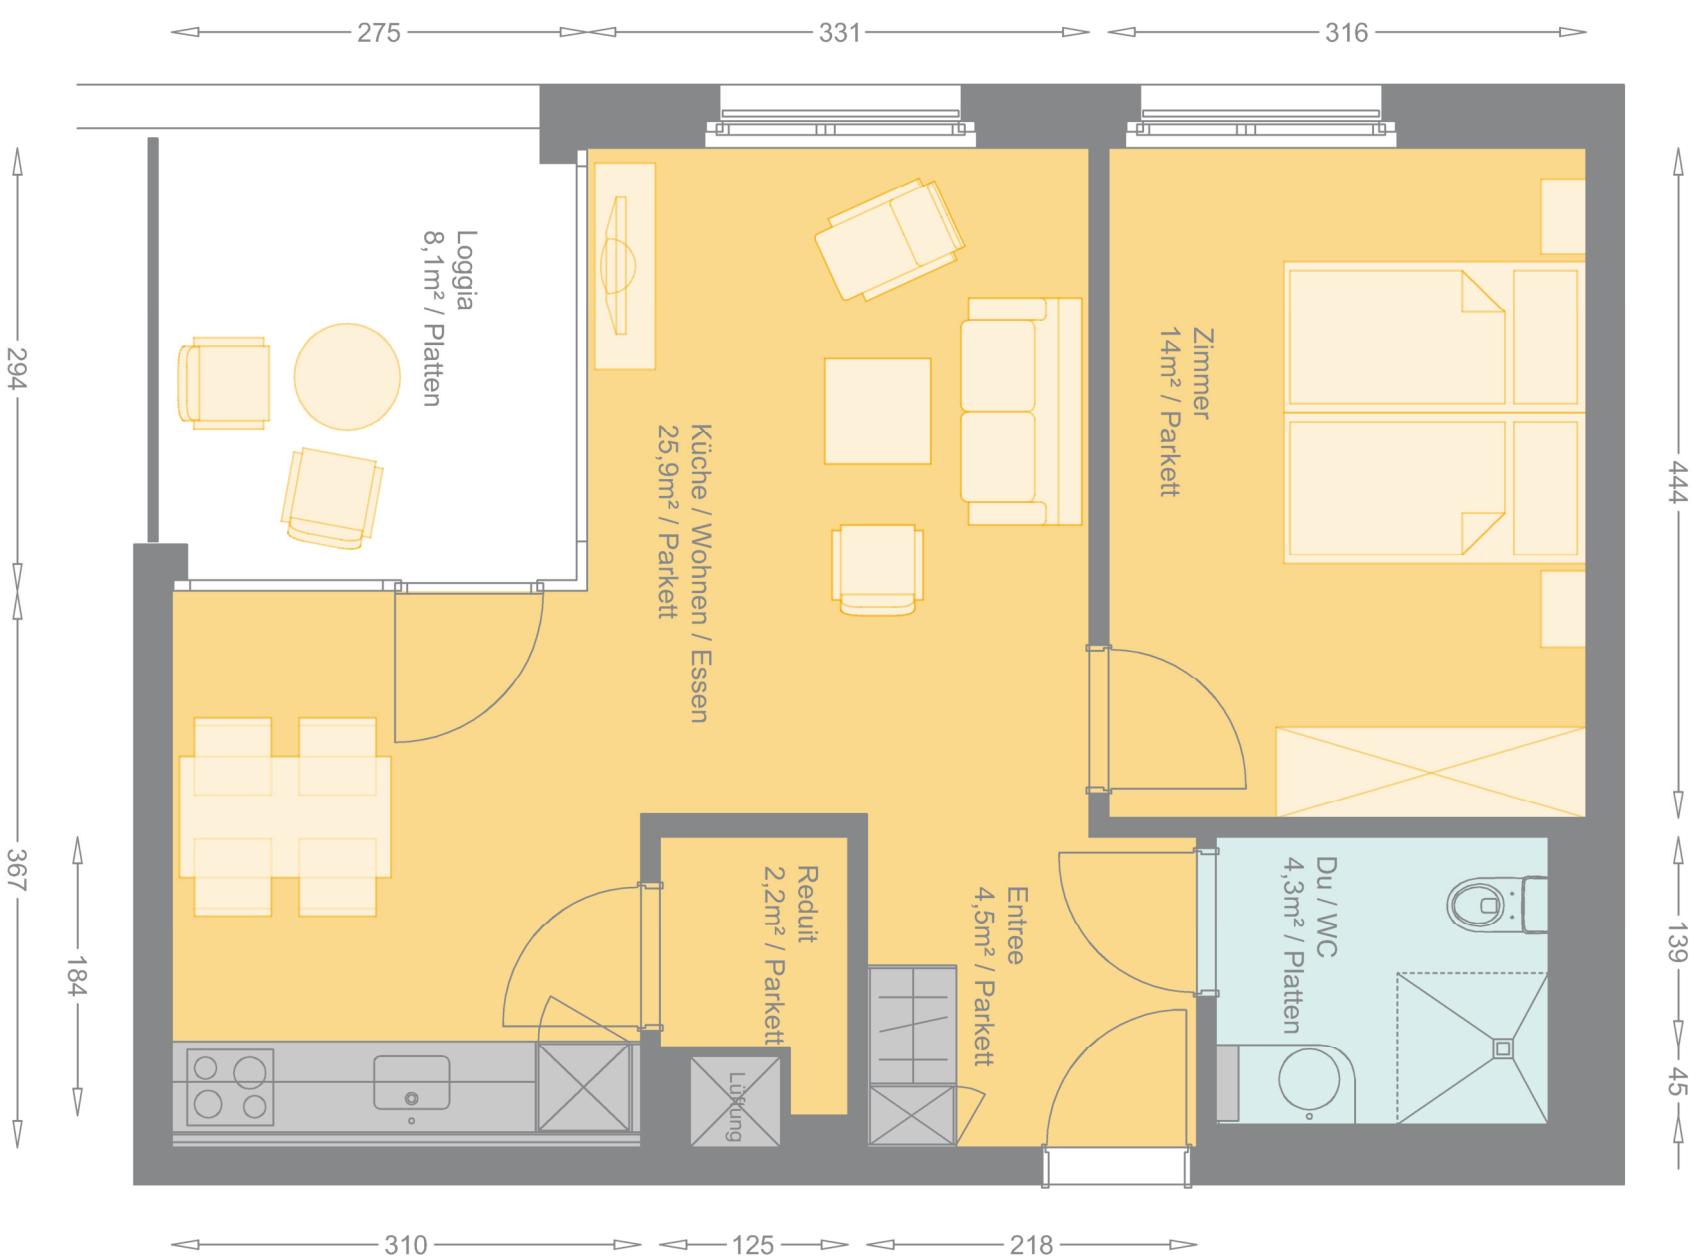 275
331
316
Loggia
8,1m² / Platten
Zimmer
14m² / Parkett
Küche / Wohnen / Essen
25,9m² / Parkett
294
444
367
184
Reduit
2,2m² / Parkett
Entree
4,5m² / Parkett
Du / WC
4,3m² / Platten
139
45
Lüftung
310
125
218